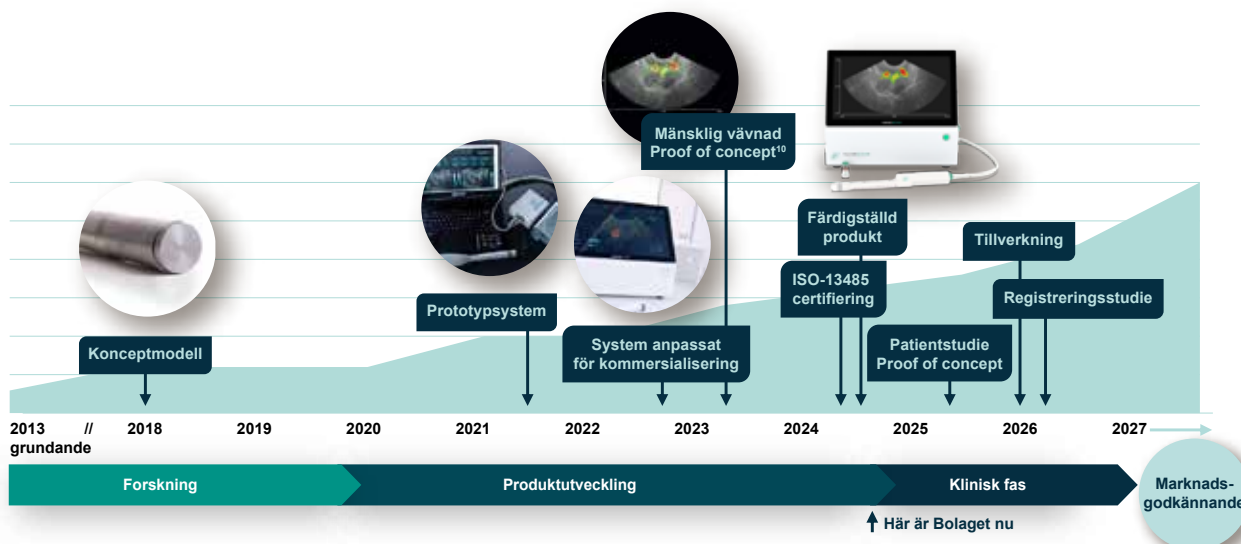 Mänsklig vävnad
Proof of concept¹⁰
Färdigställd
produkt
Tillverkning
ISO-13485
certifiering
Registreringsstudie
Prototypsystem
Konceptmodell
System anpassat
för kommersialisering
Patientstudie
Proof of concept
2013 // 2018 2019 2020 2021 2022 2023 2024 2025 2026 2027
grundande
Forskning
Produktutveckling
Klinisk fas
Marknads-
godkännande
Här är Bolaget nu